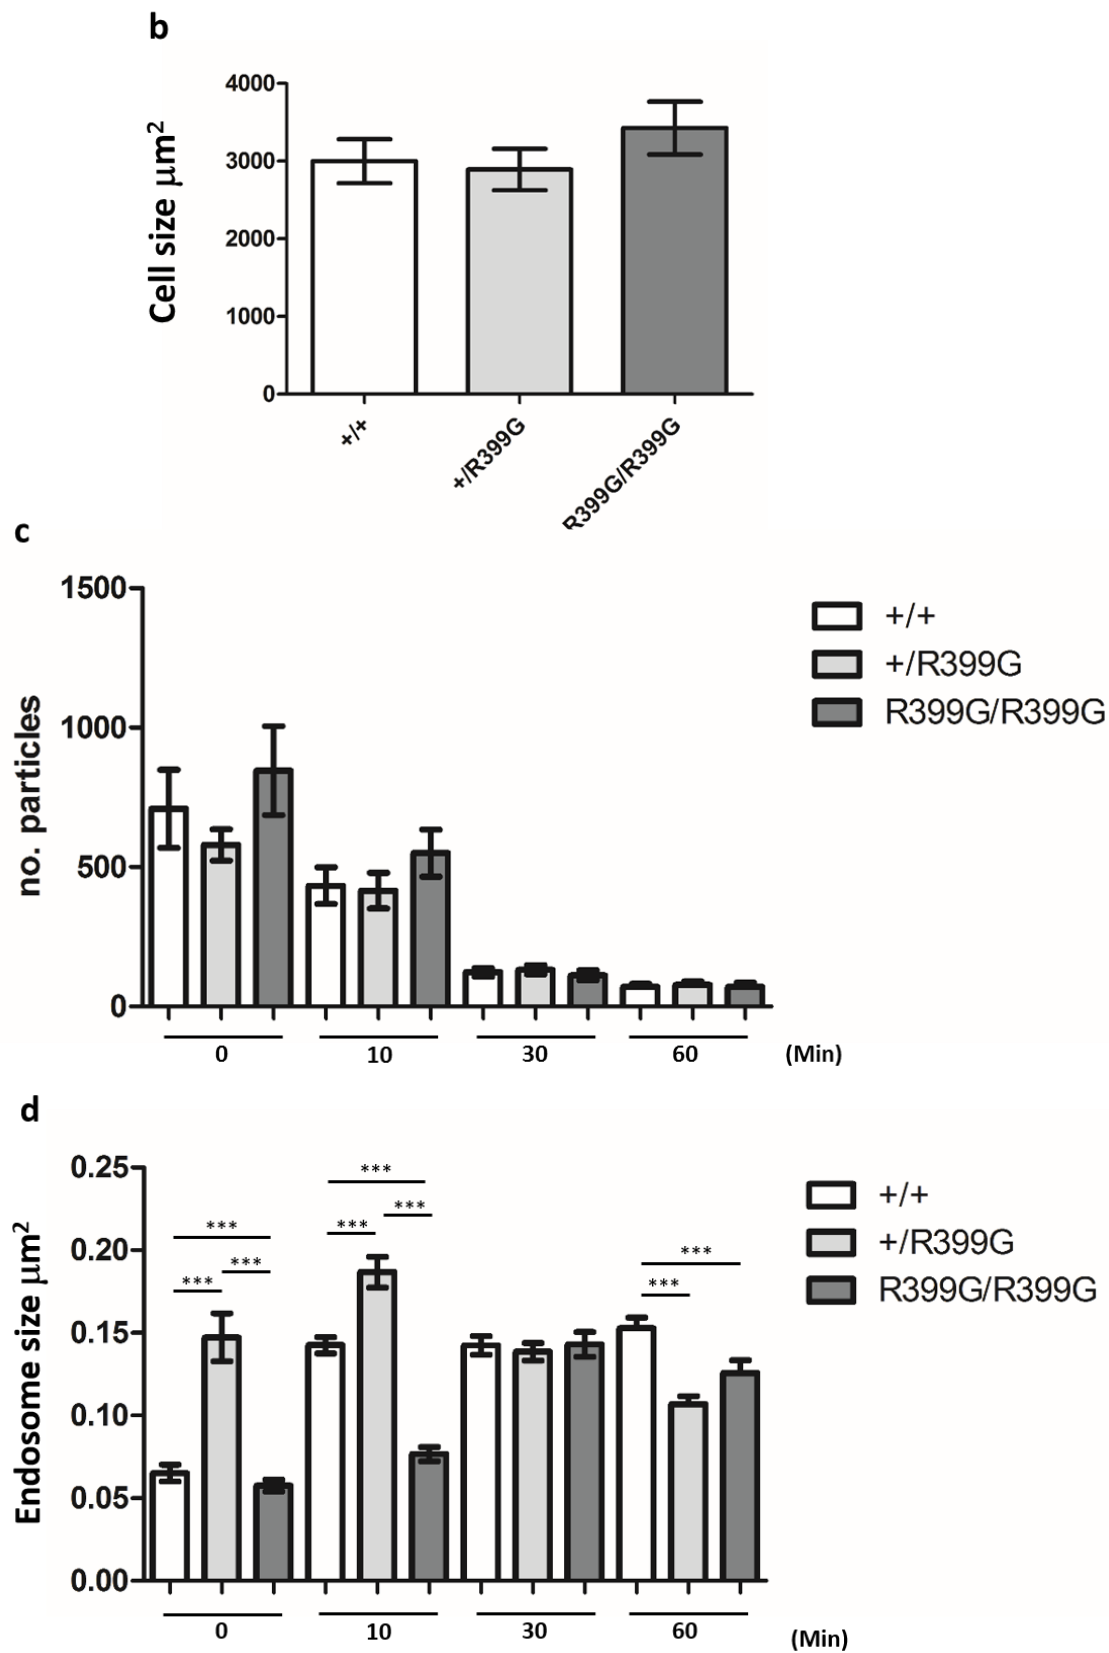 b
Cell size μm2
4000
3000
2000
1000
0
+/+
+/R399G
R399G/R399G
c
no. particles
1500
1000
500
0
+/+
+/R399G
R399G/R399G
0 10 30 60 (Min)
d
Endosome size μm2
0.25
0.20
0.15
0.10
0.05
0.00
*** *** ***
*** *** ***
*** ***
+/+
+/R399G
R399G/R399G
0 10 30 60 (Min)